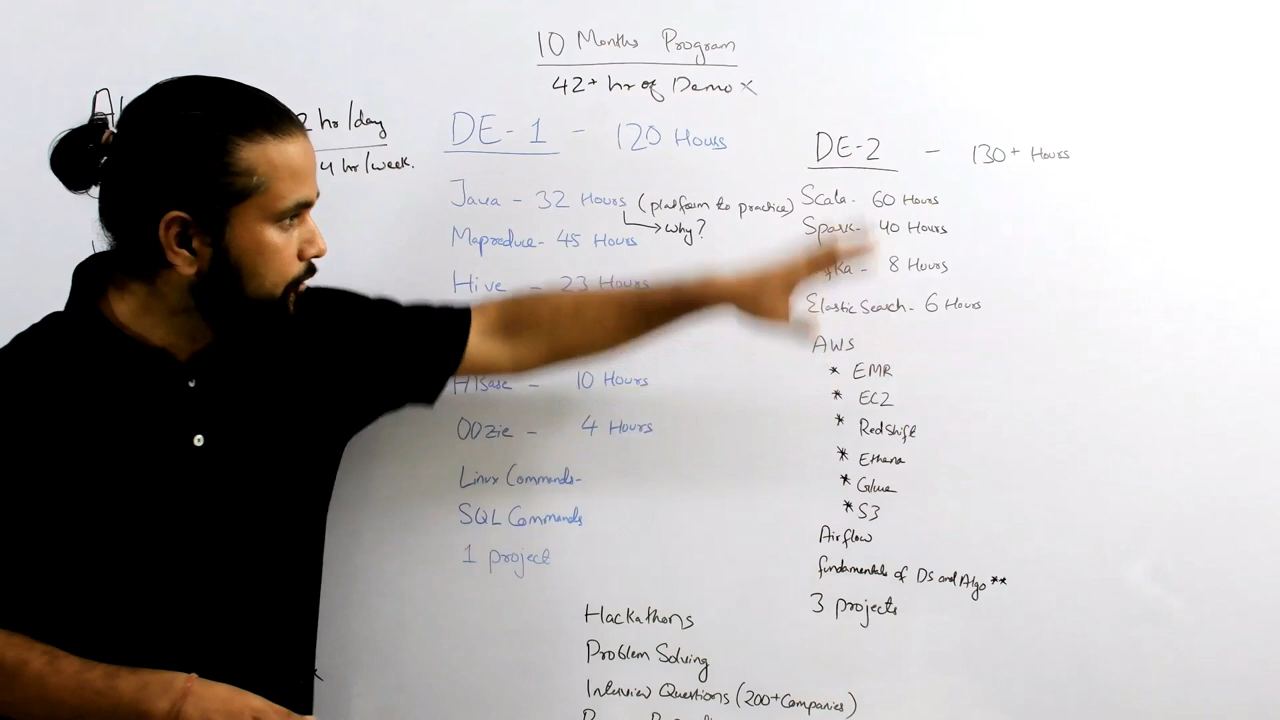 10 Months Program
42+ hr of Demo x
hr/day
4 hr/week.
DE-1 - 120 Hours
Java - 32 Hours (platform to practice)
why?
Mapreduce - 45 Hours
Hive - 23 Hours
HBase - 10 Hours
OOzie - 4 Hours
Linux Commands-
SQL Commands
1 project
DE-2 - 130+ Hours
Scala - 60 Hours
Spark - 40 Hours
8 Hours
Elastic Search - 6 Hours
AWS
* EMR
* EC2
* Redshift
* Ethena
* Glue
* S3
Airflow
fundamentals of DS and Algo **
3 projects
Hackathons
Problem Solving
Interview Questions (200+ Companies)